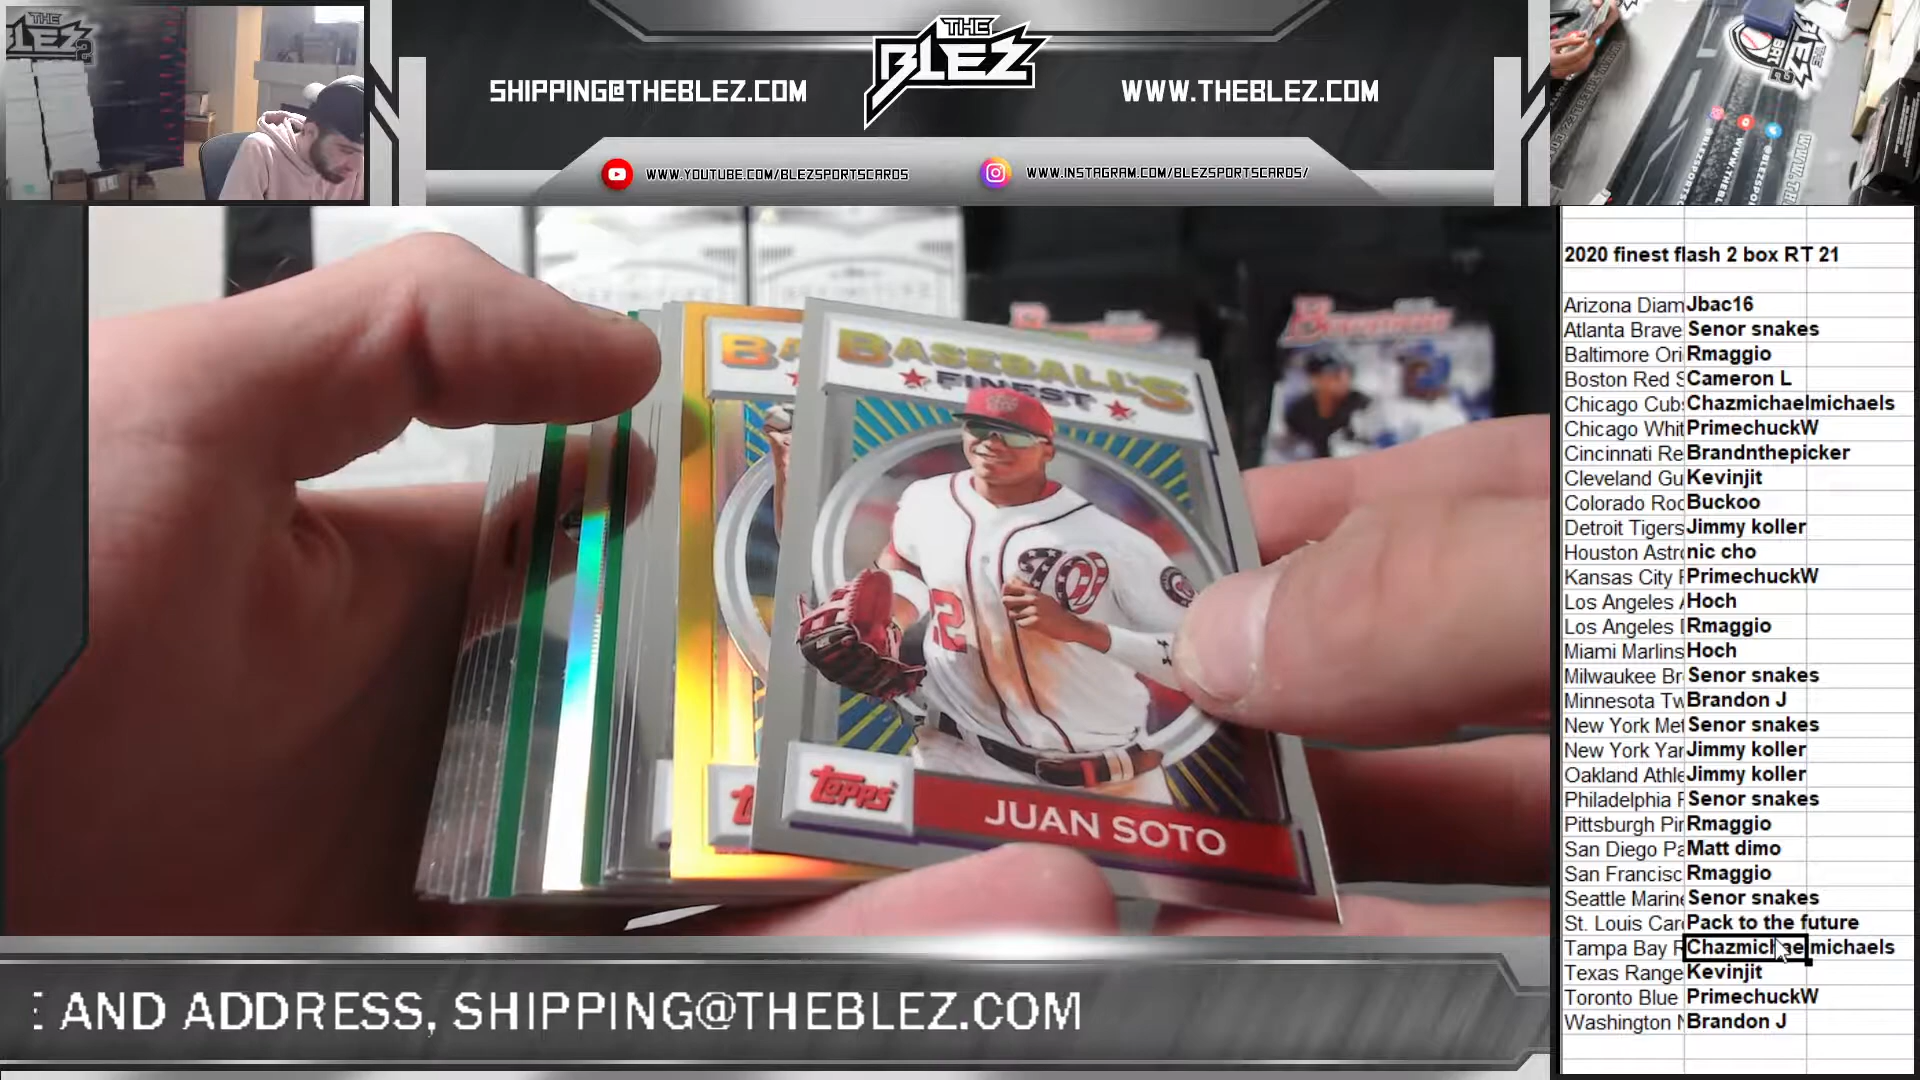 THE
BLEZ
SHIPPING@THEBLEZ.COM
WWW.THEBLEZ.COM
WWW.YOUTUBE.COM/BLEZSPORTSCARDS
WWW.INSTAGRAM.COM/BLEZSPORTSCARDS/
BASEBALL'S
FINEST
TOPPS
JUAN SOTO
2020 finest flash 2 box RT 21
Arizona Diam Jbac16
Atlanta Brave Senor snakes
Baltimore Ori Rmaggio
Boston Red S Cameron L
Chicago Cubs Chazmichaelmichaels
Chicago Whit PrimechuckW
Cincinnati Re Brandnthepicker
Cleveland Gu Kevinjit
Colorado Roc Buckoo
Detroit Tigers Jimmy koller
Houston Astro nic cho
Kansas City R PrimechuckW
Los Angeles A Hoch
Los Angeles D Rmaggio
Miami Marlins Hoch
Milwaukee Br Senor snakes
Minnesota Tw Brandon J
New York Met Senor snakes
New York Yan Jimmy koller
Oakland Athle Jimmy koller
Philadelphia P Senor snakes
Pittsburgh Pir Rmaggio
San Diego Pa Matt dimo
San Francisc Rmaggio
Seattle Marine Senor snakes
St. Louis Card Pack to the future
Tampa Bay R Chazmichaelmichaels
Texas Range Kevinjit
Toronto Blue PrimechuckW
Washington N Brandon J
E AND ADDRESS, SHIPPING@THEBLEZ.COM